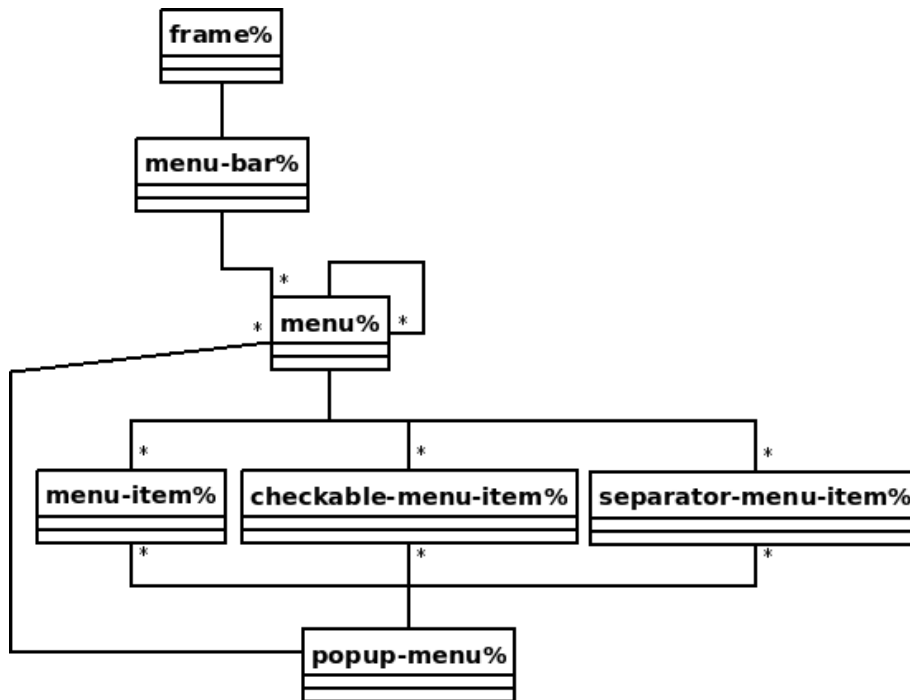 frame%
menu-bar%
*
*
menu%
*
*
*
*
menu-item%
checkable-menu-item%
separator-menu-item%
*
*
*
popup-menu%